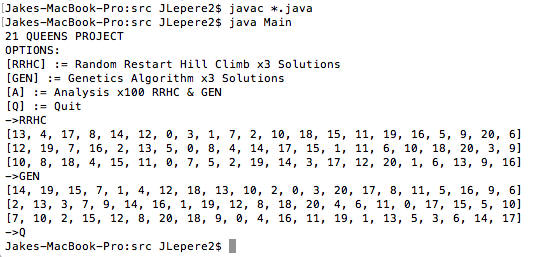 [Jakes-MacBook-Pro:src JLepere2$ javac *.java
[Jakes-MacBook-Pro:src JLepere2$ java Main
21 QUEENS PROJECT
OPTIONS:
[RRHC] := Random Restart Hill Climb x3 Solutions
[GEN] := Genetics Algorithm x3 Solutions
[A] := Analysis x100 RRHC & GEN
[Q] := Quit
->RRHC
[13, 4, 17, 8, 14, 12, 0, 3, 1, 7, 2, 10, 18, 15, 11, 19, 16, 5, 9, 20, 6]
[12, 19, 7, 16, 2, 13, 5, 0, 8, 4, 14, 17, 15, 1, 11, 6, 10, 18, 20, 3, 9]
[10, 8, 18, 4, 15, 11, 0, 7, 5, 2, 19, 14, 3, 17, 12, 20, 1, 6, 13, 9, 16]
->GEN
[14, 19, 15, 7, 1, 4, 12, 18, 13, 10, 2, 0, 3, 20, 17, 8, 11, 5, 16, 9, 6]
[2, 13, 3, 7, 9, 14, 16, 1, 19, 12, 8, 18, 20, 4, 6, 11, 0, 17, 15, 5, 10]
[7, 10, 2, 15, 12, 8, 20, 18, 9, 0, 4, 16, 11, 19, 1, 13, 5, 3, 6, 14, 17]
->Q
Jakes-MacBook-Pro:src JLepere2$